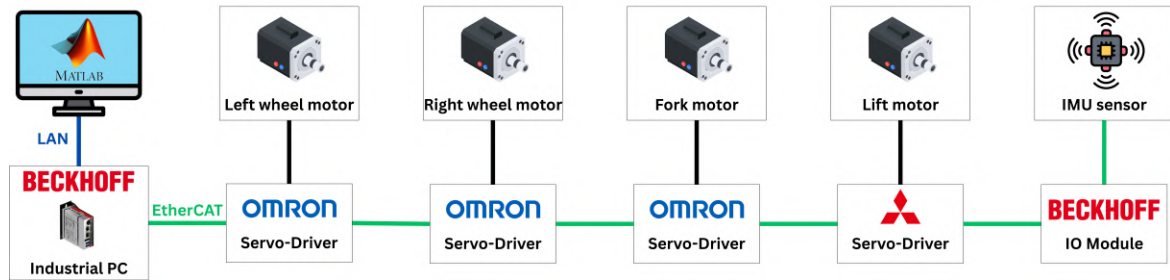 MATLAB
Left wheel motor
Right wheel motor
Fork motor
Lift motor
IMU sensor
LAN
BECKHOFF
Industrial PC
EtherCAT
OMRON
Servo-Driver
OMRON
Servo-Driver
OMRON
Servo-Driver
Servo-Driver
BECKHOFF
IO Module